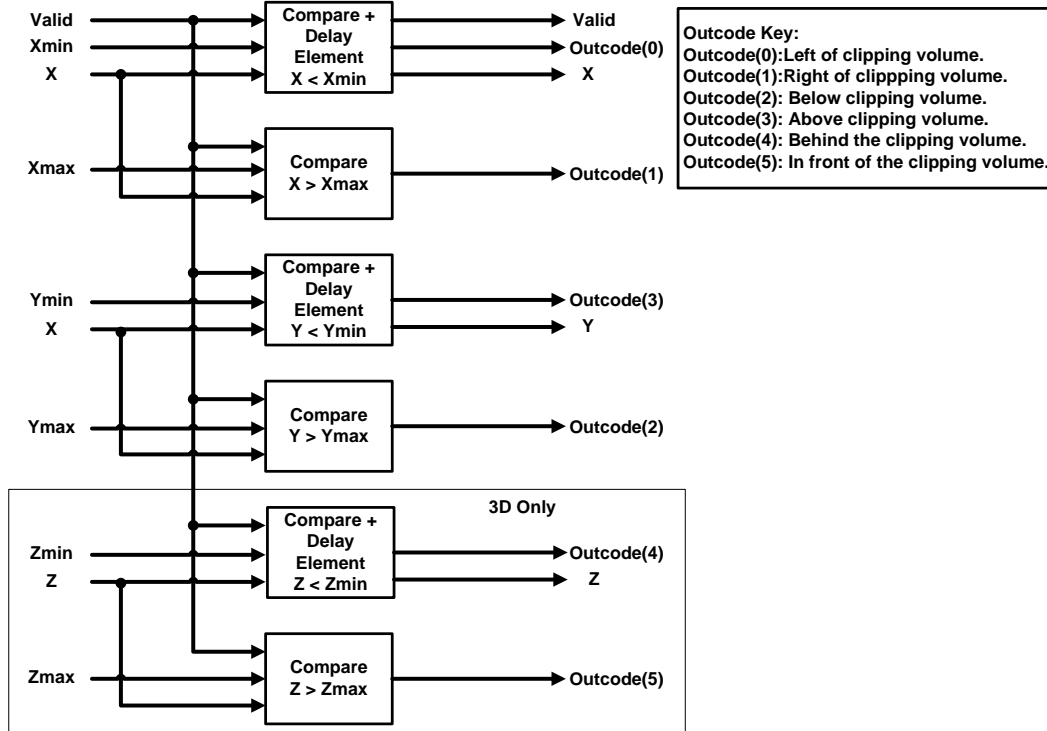 Valid
Xmin
X
Compare +
Delay
Element
X < Xmin
Valid
Outcode(0)
X
Xmax
Compare
X > Xmax
Outcode(1)
Ymin
X
Compare +
Delay
Element
Y < Ymin
Outcode(3)
Y
Ymax
Compare
Y > Ymax
Outcode(2)
3D Only
Zmin
Z
Compare +
Delay
Element
Z < Zmin
Outcode(4)
Z
Zmax
Compare
Z > Zmax
Outcode(5)
Outcode Key:
Outcode(0):Left of clipping volume.
Outcode(1):Right of clippping volume.
Outcode(2): Below clipping volume.
Outcode(3): Above clipping volume.
Outcode(4): Behind the clipping volume.
Outcode(5): In front of the clipping volume.